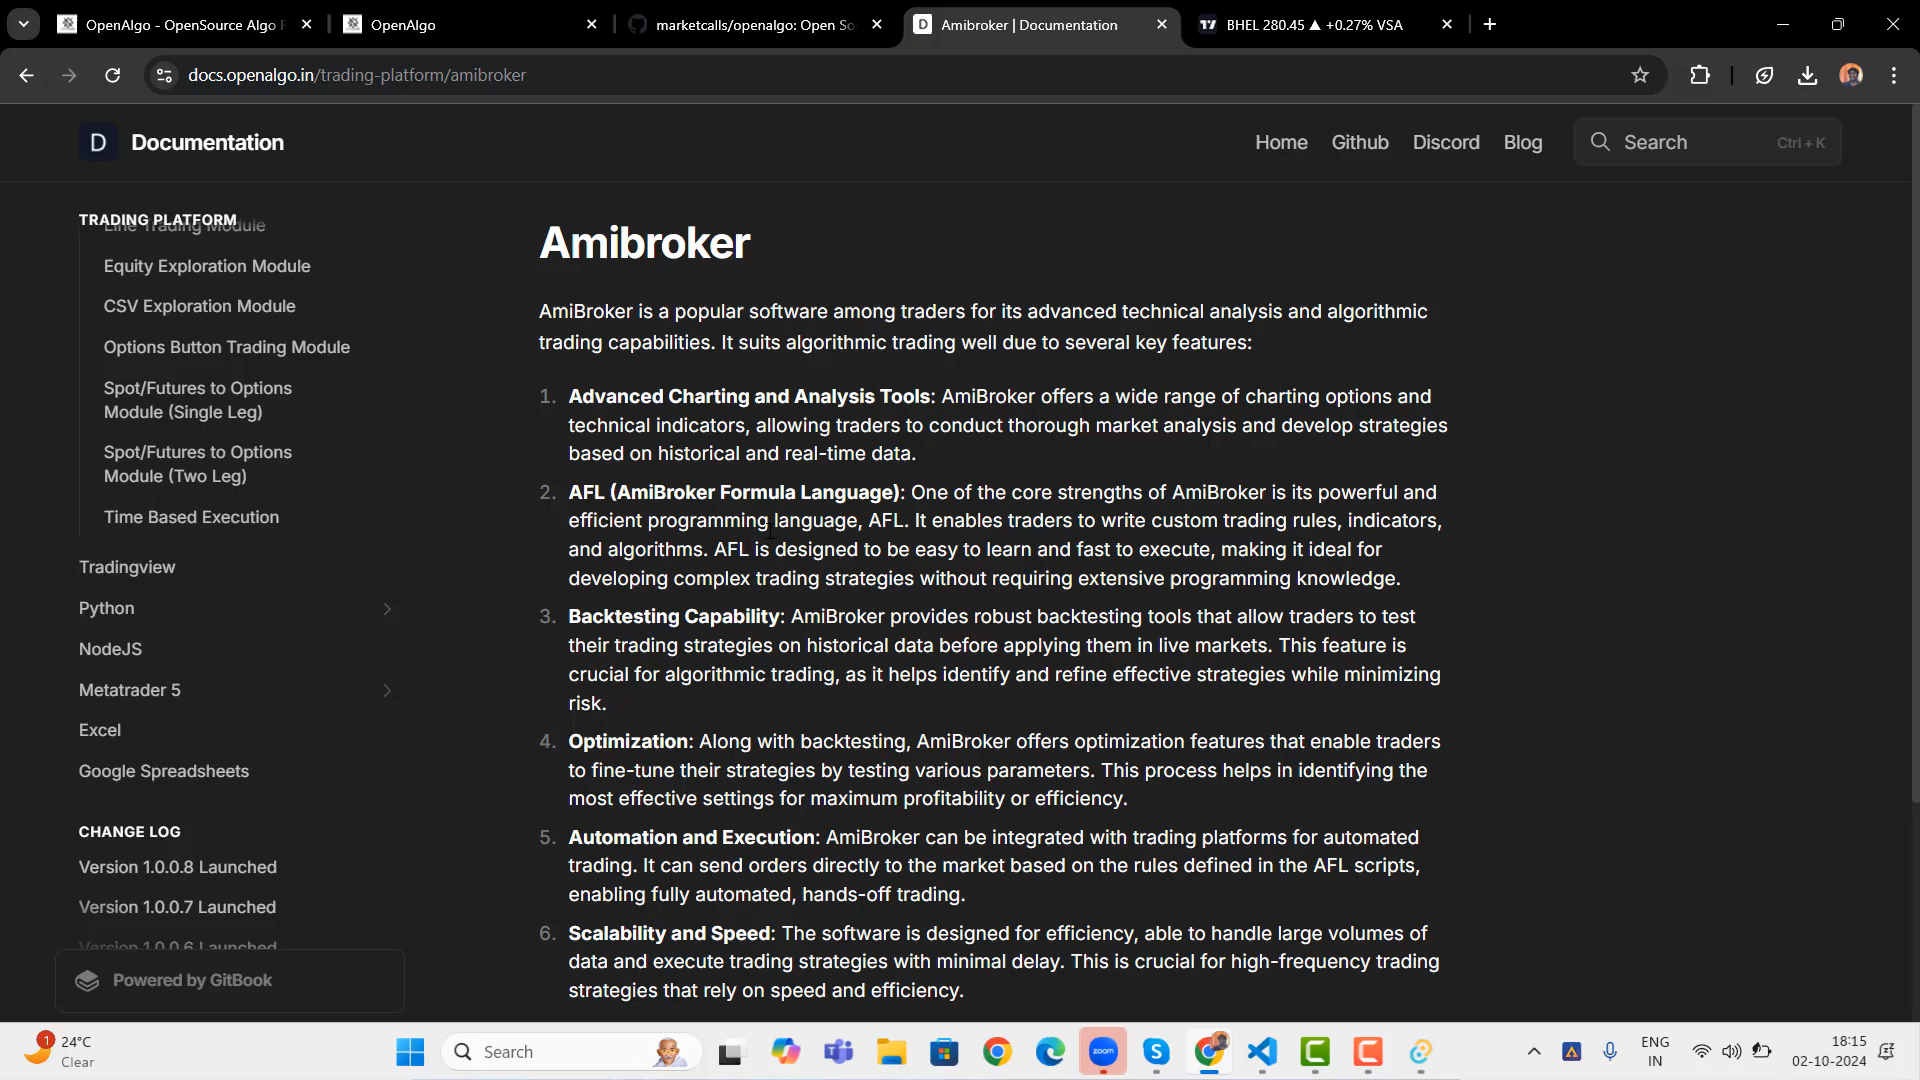 OpenAlgo - OpenSource Algo P
OpenAlgo
marketcalls/openalgo: Open So
D Amibroker | Documentation
BHEL 280.45 ▲ +0.27% VSA
docs.openalgo.in/trading-platform/amibroker
D Documentation
Home Github Discord Blog Search Ctrl + K
TRADING PLATFORM
Line Trading Module
Equity Exploration Module
CSV Exploration Module
Options Button Trading Module
Spot/Futures to Options
Module (Single Leg)
Spot/Futures to Options
Module (Two Leg)
Time Based Execution
Tradingview
Python
NodeJS
Metatrader 5
Excel
Google Spreadsheets
CHANGE LOG
Version 1.0.0.8 Launched
Version 1.0.0.7 Launched
Version 1.0.0.6 Launched
Powered by GitBook
Amibroker
AmiBroker is a popular software among traders for its advanced technical analysis and algorithmic
trading capabilities. It suits algorithmic trading well due to several key features:
1. Advanced Charting and Analysis Tools: AmiBroker offers a wide range of charting options and
technical indicators, allowing traders to conduct thorough market analysis and develop strategies
based on historical and real-time data.
2. AFL (AmiBroker Formula Language): One of the core strengths of AmiBroker is its powerful and
efficient programming language, AFL. It enables traders to write custom trading rules, indicators,
and algorithms. AFL is designed to be easy to learn and fast to execute, making it ideal for
developing complex trading strategies without requiring extensive programming knowledge.
3. Backtesting Capability: AmiBroker provides robust backtesting tools that allow traders to test
their trading strategies on historical data before applying them in live markets. This feature is
crucial for algorithmic trading, as it helps identify and refine effective strategies while minimizing
risk.
4. Optimization: Along with backtesting, AmiBroker offers optimization features that enable traders
to fine-tune their strategies by testing various parameters. This process helps in identifying the
most effective settings for maximum profitability or efficiency.
5. Automation and Execution: AmiBroker can be integrated with trading platforms for automated
trading. It can send orders directly to the market based on the rules defined in the AFL scripts,
enabling fully automated, hands-off trading.
6. Scalability and Speed: The software is designed for efficiency, able to handle large volumes of
data and execute trading strategies with minimal delay. This is crucial for high-frequency trading
strategies that rely on speed and efficiency.
1
24°C
Clear
Search
zoom
ENG
IN
18:15
02-10-2024